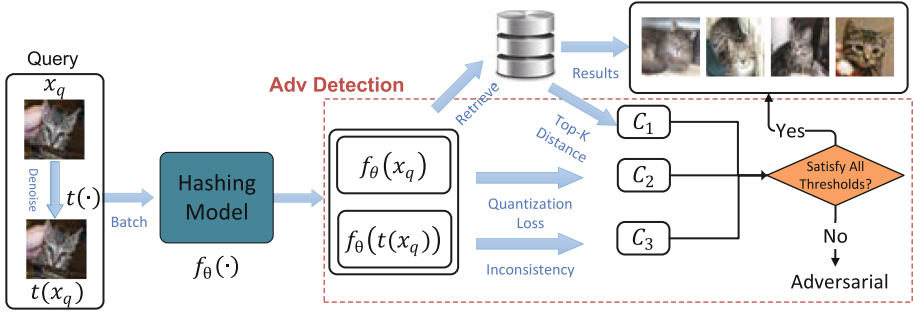 Query
x_q
Denoise
t(·)
t(x_q)
Batch
Hashing
Model
f_θ(·)
Adv Detection
f_θ(x_q)
f_θ(t(x_q))
Retrieve
Results
Top-K
Distance
Quantization
Loss
Inconsistency
C_1
C_2
C_3
Yes
Satisfy All
Thresholds?
No
Adversarial